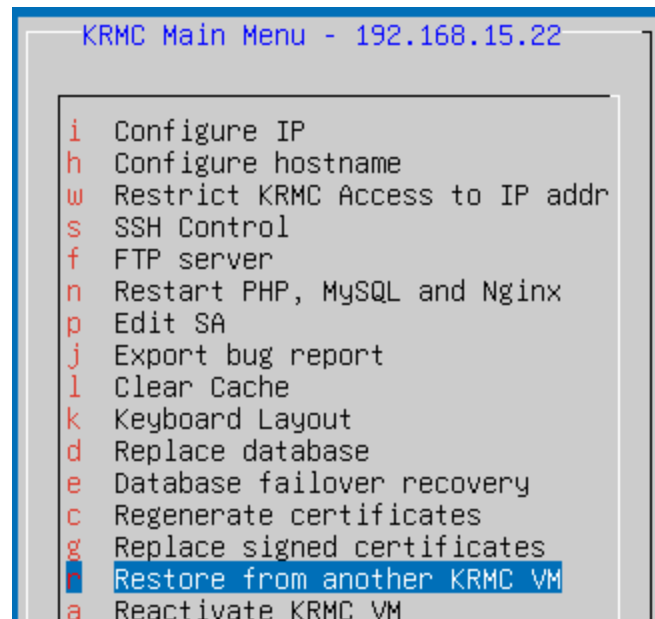 KRMC Main Menu - 192.168.15.22
i Configure IP
h Configure hostname
w Restrict KRMC Access to IP addr
s SSH Control
f FTP server
n Restart PHP, MySQL and Nginx
p Edit SA
j Export bug report
l Clear Cache
k Keyboard Layout
d Replace database
e Database failover recovery
c Regenerate certificates
g Replace signed certificates
r Restore from another KRMC VM
a Reactivate KRMC VM